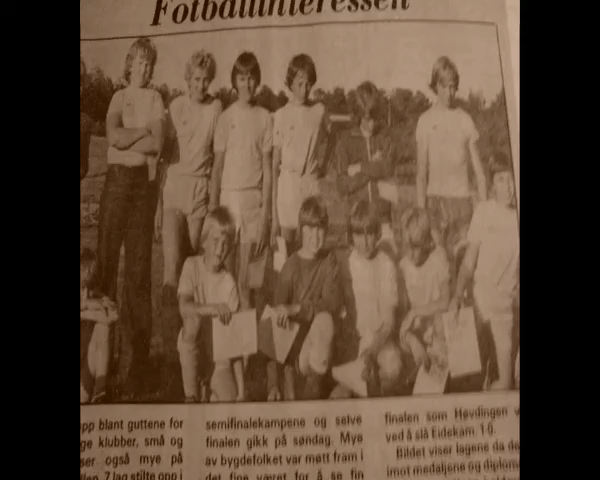 Fotballinteressen
pp blant guttene for
ge klubber, små og
ser også mye på
7 lag stilte opp i
semifinalekampene og selve
finalen gikk på søndag. Mye
av bygdefolket var møtt fram i
det fine været for å se fin
finalen som Høvdingen v
ved å slå Eidekam. 1-0.
Bildet viser lagene da de
imot medaljene og diplom